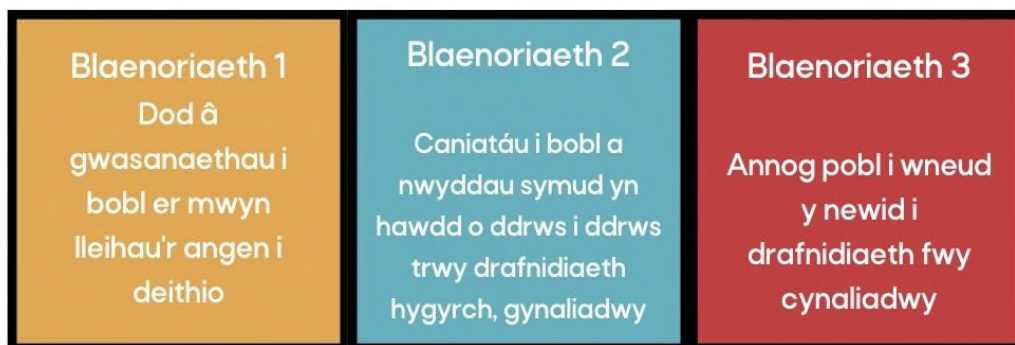 Blaenoriaeth 1
Dod â
gwasanaethau i
bobl er mwyn
lleihau'r angen i
deithio
Blaenoriaeth 2
Caniatáu i bobl a
nwyddau symud yn
hawdd o ddrws i ddrws
trwy drafnidiaeth
hygyrch, gynaliadwy
Blaenoriaeth 3
Annog pobl i wneud
y newid i
drafnidiaeth fwy
cynaliadwy